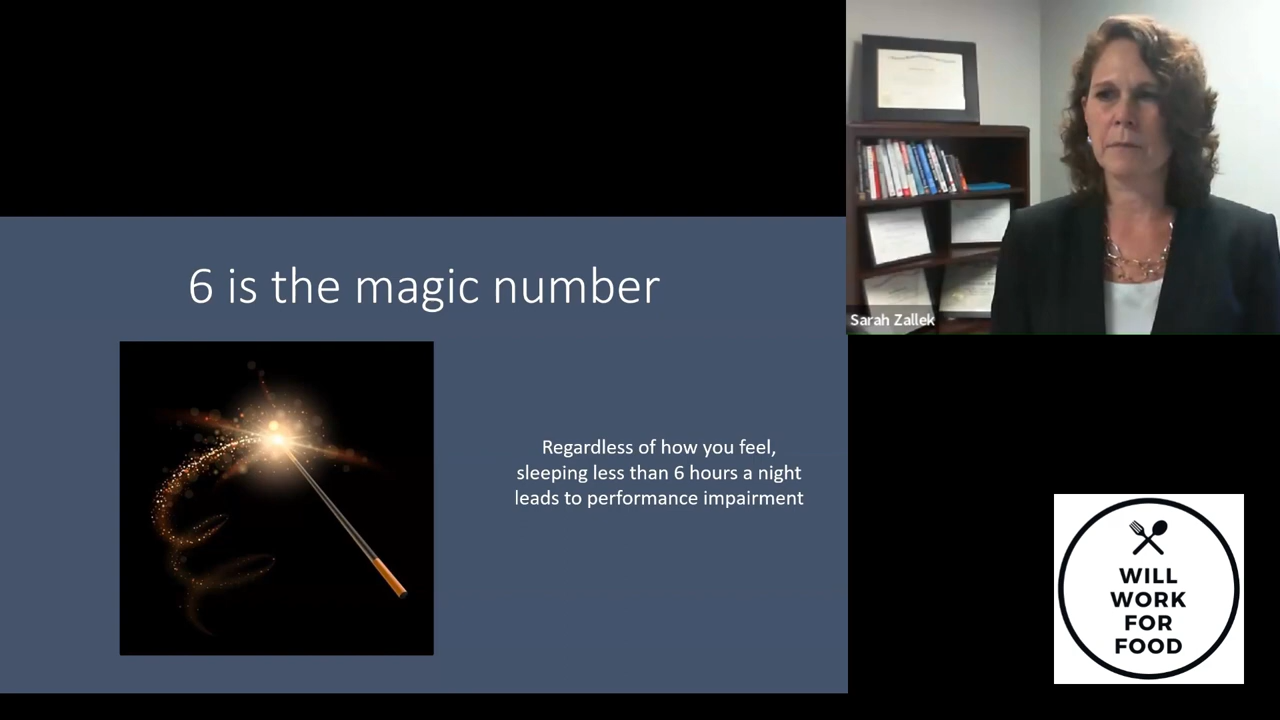 6 is the magic number
Regardless of how you feel,
sleeping less than 6 hours a night
leads to performance impairment
Sarah Zallek
WILL
WORK
FOR
FOOD